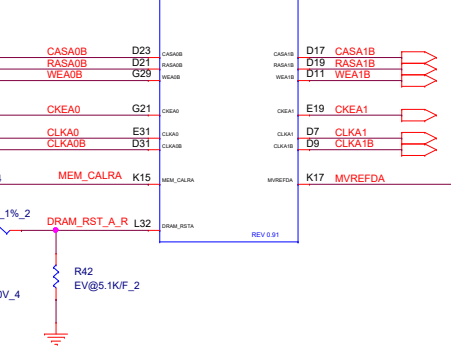 CASA0B D23 CASA0B CASA1B D17 CASA1B
RASA0B D21 RASA0B RASA1B D19 RASA1B
WEA0B G29 WEA0B WEA1B D11 WEA1B
CKEA0 G21 CKEA0 CKEA1 E19 CKEA1
CLKA0 E31 CLKA0 CLKA1 D7 CLKA1
CLKA0B D31 CLKA0B CLKA1B D9 CLKA1B
MEM_CALRA K15 MEM_CALRA MVREFDA K17 MVREFDA
_1%_2
DRAM_RST_A_R L32 DRAM_RSTA
REV 0.91
R42
EV@5.1K/F_2
0V_4